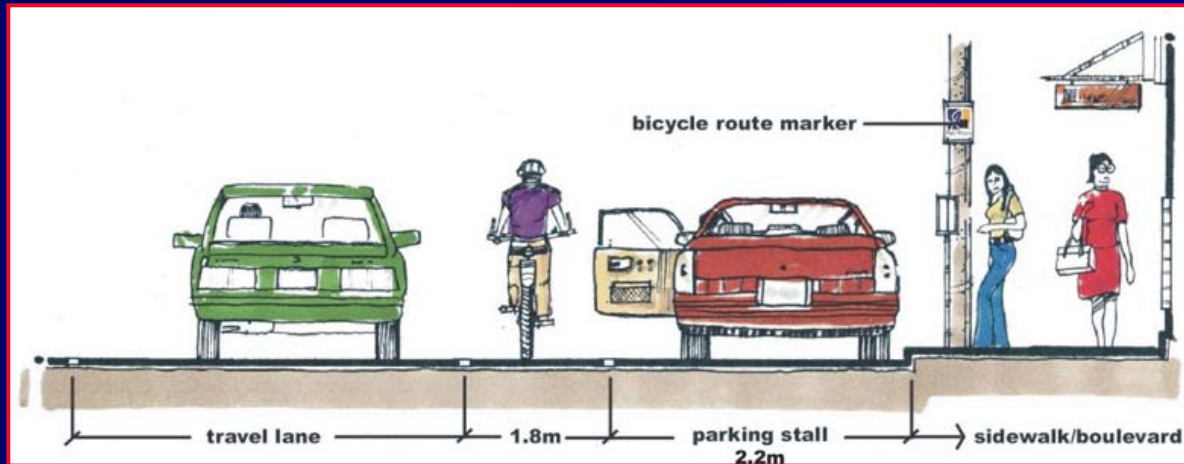 bicycle route marker
travel lane
1.8m
parking stall
2.2m
sidewalk/boulevard